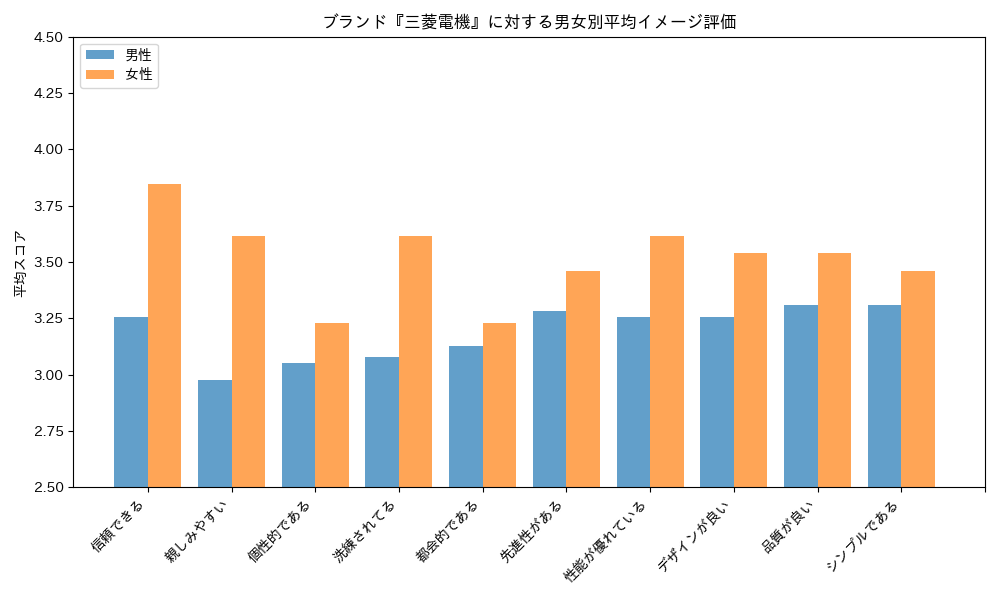 ブランド『三菱電機』に対する男女別平均イメージ評価
男性
女性
平均スコア
4.50
4.25
4.00
3.75
3.50
3.25
3.00
2.75
2.50
信頼できる
親しみやすい
個性的である
洗練されてる
都会的である
先進性がある
性能が優れている
デザインが良い
品質が良い
シンプルである